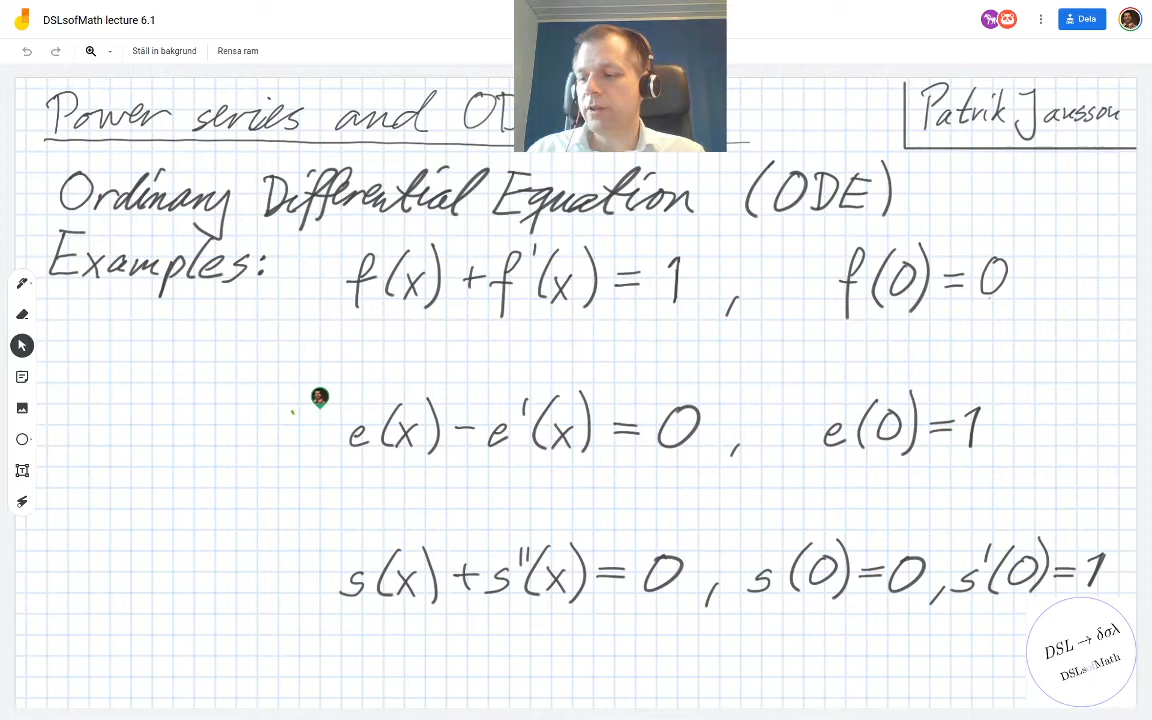 DSLsofMath lecture 6.1
Dela
Ställ in bakgrund Rensa ram
Power series and OD
Patrik Jansson
Ordinary Differential Equation (ODE)
Examples: f(x) + f'(x) = 1 , f(0) = 0
e(x) - e'(x) = 0 , e(0) = 1
s(x) + s''(x) = 0 , s(0) = 0 , s'(0) = 1
DSL → δσλ
DSLsofMath